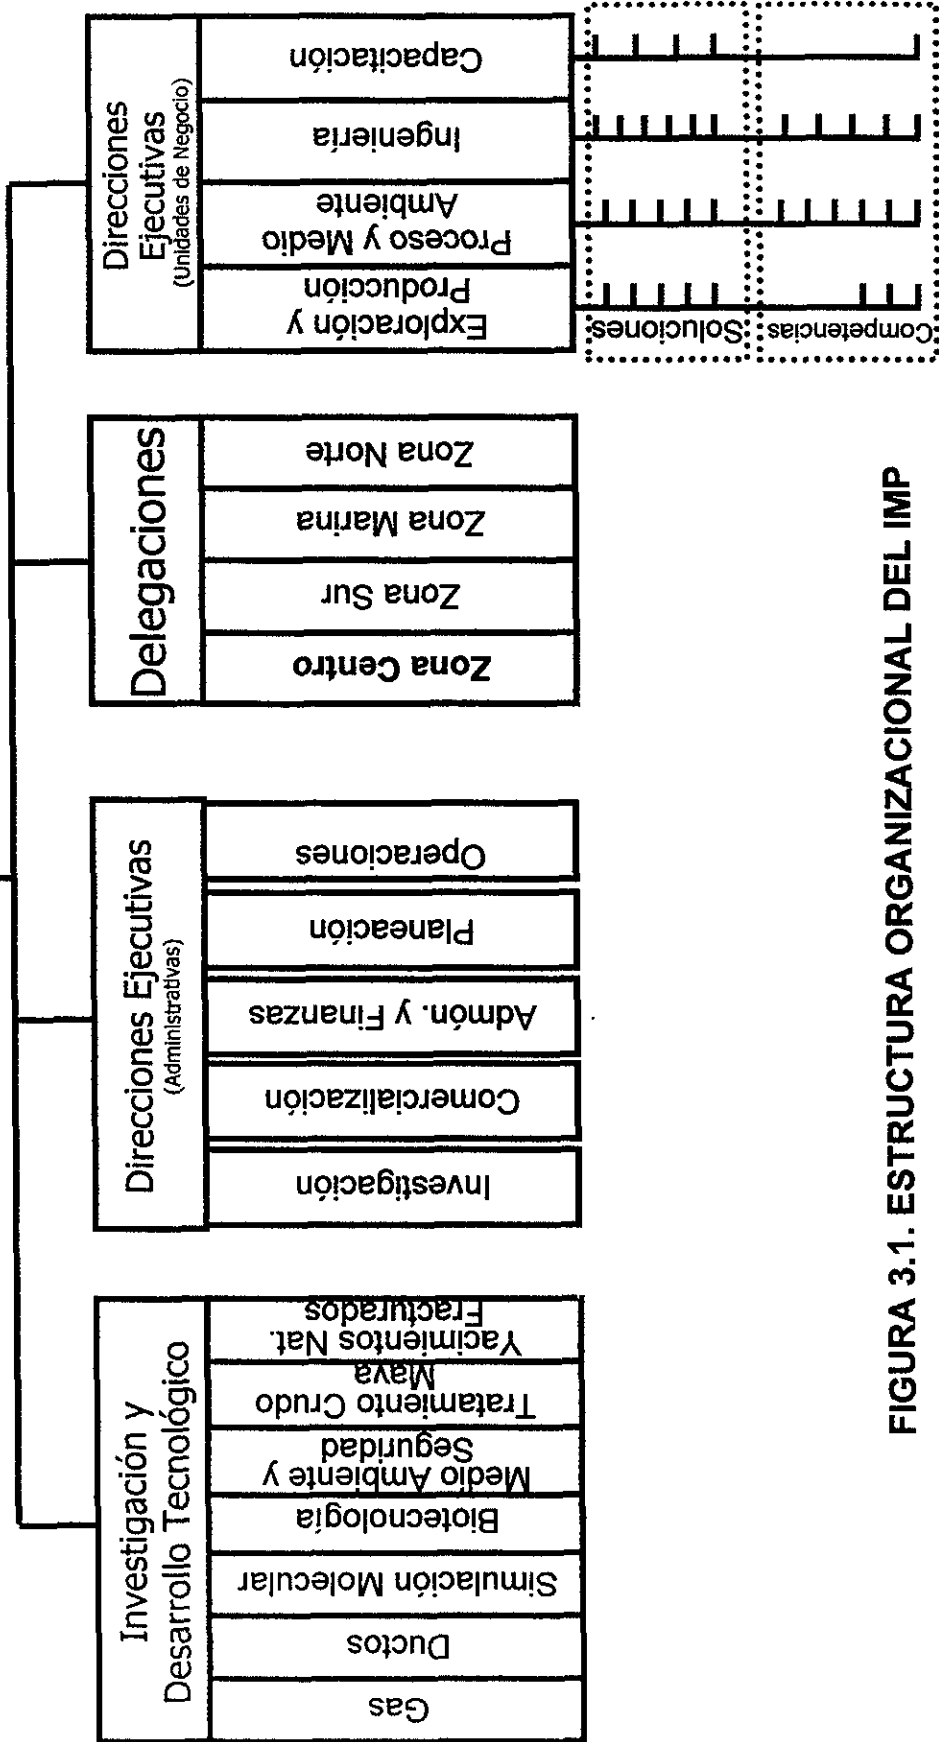 Investigación y
Desarrollo Tecnológico
Gas
Ductos
Simulación Molecular
Biotecnología
Medio Ambiente y
Seguridad
Tratamiento Crudo
Maya
Yacimientos Nat.
Fracturados
Direcciones Ejecutivas
(Administrativas)
Investigación
Comercialización
Admón. y Finanzas
Planeación
Operaciones
Delegaciones
Zona Centro
Zona Sur
Zona Marina
Zona Norte
Direcciones
Ejecutivas
(Unidades de Negocio)
Exploración y
Producción
Proceso y Medio
Ambiente
Ingeniería
Capacitación
Soluciones
Competencias
FIGURA 3.1. ESTRUCTURA ORGANIZACIONAL DEL IMP